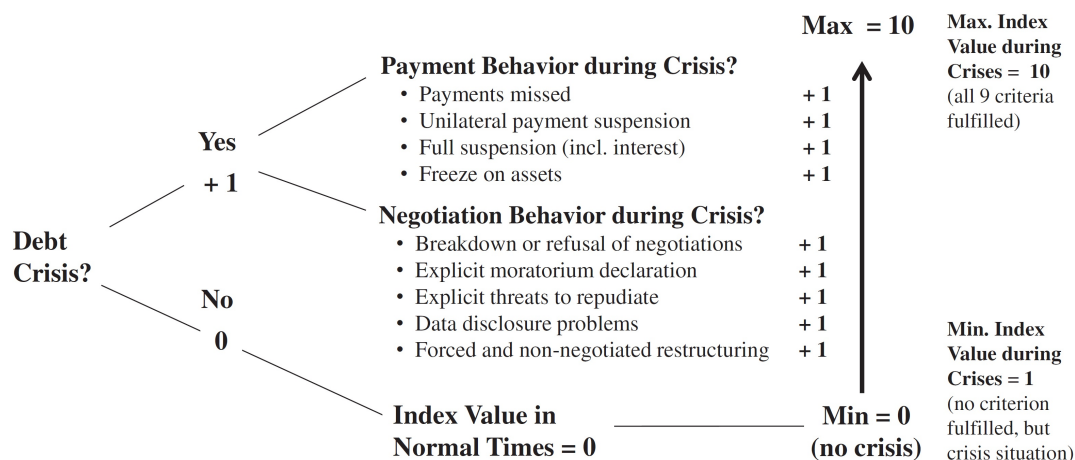 Debt
Crisis?
Yes
+ 1
No
0
Payment Behavior during Crisis?
• Payments missed + 1
• Unilateral payment suspension + 1
• Full suspension (incl. interest) + 1
• Freeze on assets + 1
Negotiation Behavior during Crisis?
• Breakdown or refusal of negotiations + 1
• Explicit moratorium declaration + 1
• Explicit threats to repudiate + 1
• Data disclosure problems + 1
• Forced and non-negotiated restructuring + 1
Index Value in
Normal Times = 0
Max = 10
Min = 0
(no crisis)
Max. Index
Value during
Crises = 10
(all 9 criteria
fulfilled)
Min. Index
Value during
Crises = 1
(no criterion
fulfilled, but
crisis situation)